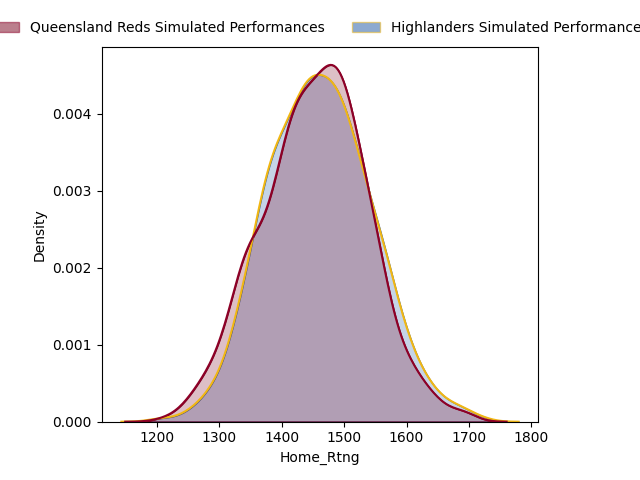 Queensland Reds Simulated Performances
Highlanders Simulated Performance
Density
0.004
0.003
0.002
0.001
0.000
1200 1300 1400 1500 1600 1700 1800
Home_Rtng